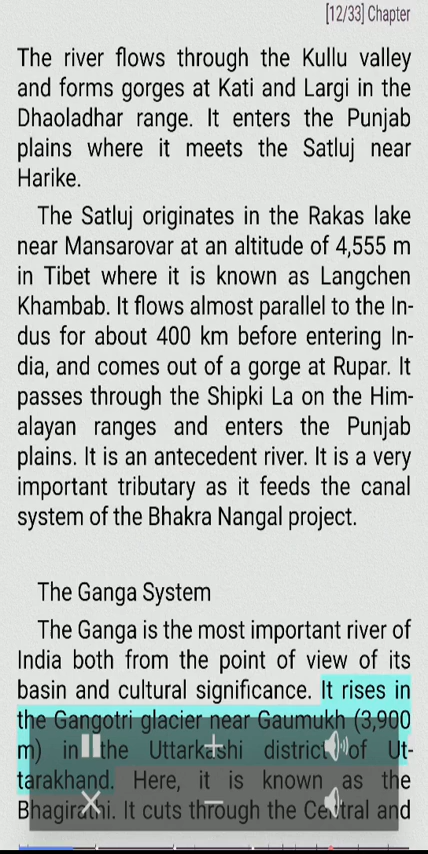 [12/33] Chapter
The river flows through the Kullu valley
and forms gorges at Kati and Largi in the
Dhaoladhar range. It enters the Punjab
plains where it meets the Satluj near
Harike.
The Satluj originates in the Rakas lake
near Mansarovar at an altitude of 4,555 m
in Tibet where it is known as Langchen
Khambab. It flows almost parallel to the In-
dus for about 400 km before entering In-
dia, and comes out of a gorge at Rupar. It
passes through the Shipki La on the Him-
alayan ranges and enters the Punjab
plains. It is an antecedent river. It is a very
important tributary as it feeds the canal
system of the Bhakra Nangal project.
The Ganga System
The Ganga is the most important river of
India both from the point of view of its
basin and cultural significance. It rises in
the Gangotri glacier near Gaumukh (3,900
m) in the Uttarkashi district of Ut-
tarakhand. Here, it is known as the
Bhagirathi. It cuts through the Central and